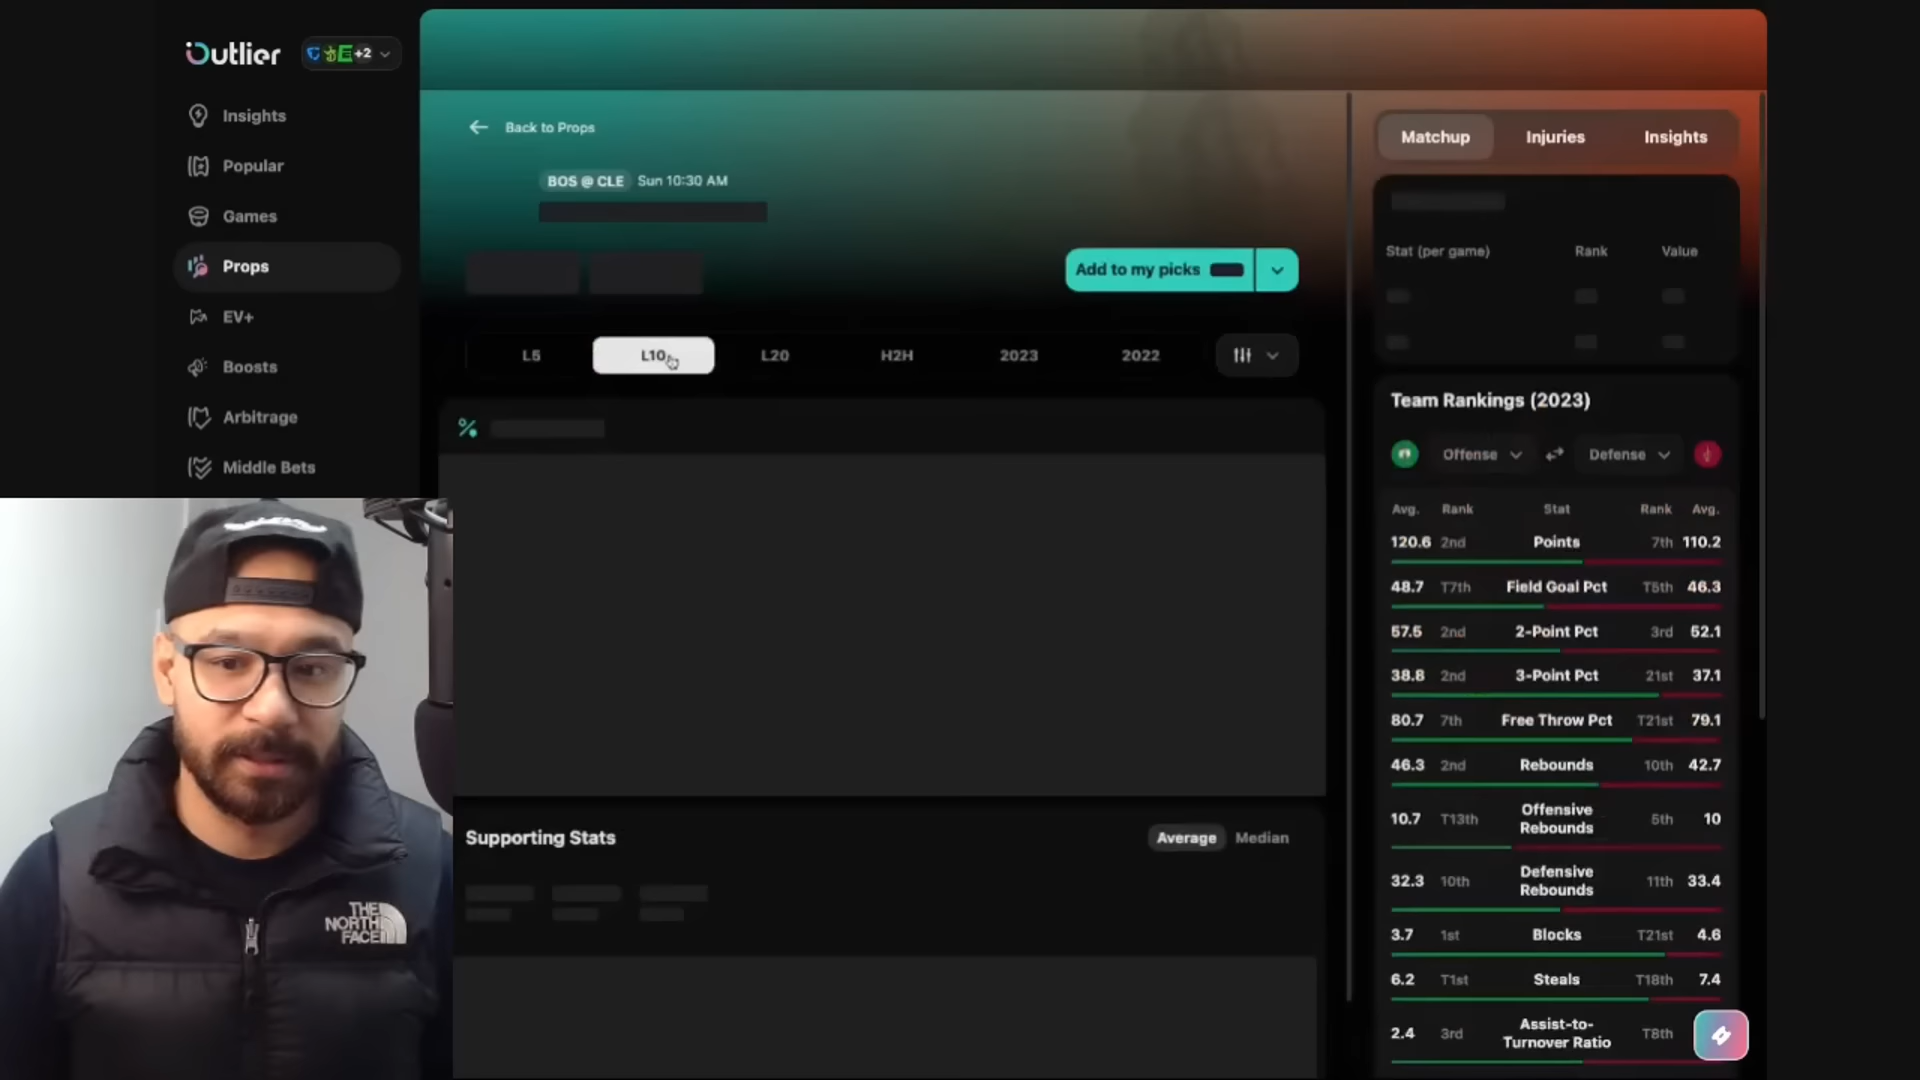 Outlier
+2
Insights
Popular
Games
Props
EV+
Boosts
Arbitrage
Middle Bets
Back to Props
BOS @ CLE Sun 10:30 AM
Add to my picks
L5 L10 L20 H2H 2023 2022
Supporting Stats
Average Median
Matchup Injuries Insights
Stat (per game) Rank Value
Team Rankings (2023)
Offense Defense
Avg. Rank Stat Rank Avg.
120.6 2nd Points 7th 110.2
48.7 T7th Field Goal Pct T5th 46.3
57.5 2nd 2-Point Pct 3rd 52.1
38.8 2nd 3-Point Pct 21st 37.1
80.7 7th Free Throw Pct T21st 79.1
46.3 2nd Rebounds 10th 42.7
10.7 T13th Offensive Rebounds 5th 10
32.3 10th Defensive Rebounds 11th 33.4
3.7 1st Blocks T21st 4.6
6.2 T1st Steals T18th 7.4
2.4 3rd Assist-to-Turnover Ratio T8th
THE
NORTH
FACE